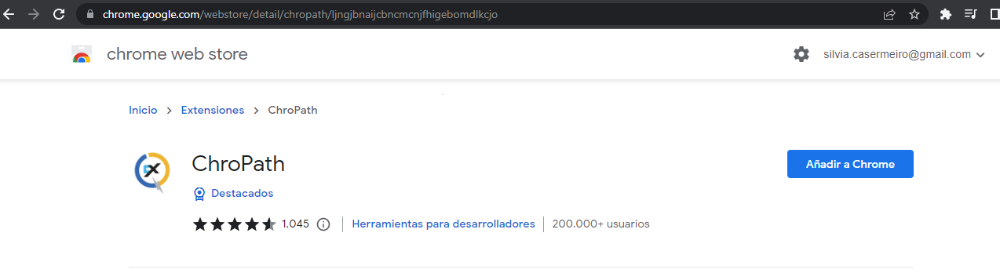 chrome.google.com/webstore/detail/chropath/ljngjbnaijcbncmcnjfhigebomdlkcjo
chrome web store
silvia.casermeiro@gmail.com
Inicio > Extensiones > ChroPath
ChroPath
Añadir a Chrome
Destacados
1.045 Herramientas para desarrolladores 200.000+ usuarios